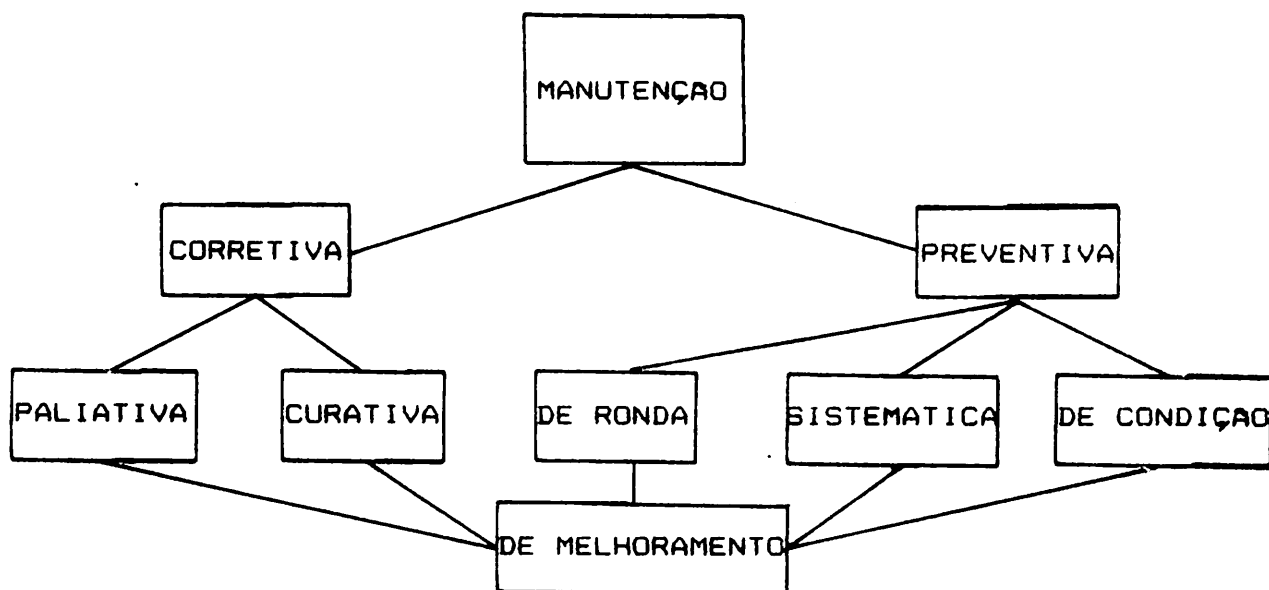 MANUTENÇAO
CORRETIVA
PREVENTIVA
PALIATIVA
CURATIVA
DE RONDA
SISTEMATICA
DE CONDIÇAO
DE MELHORAMENTO